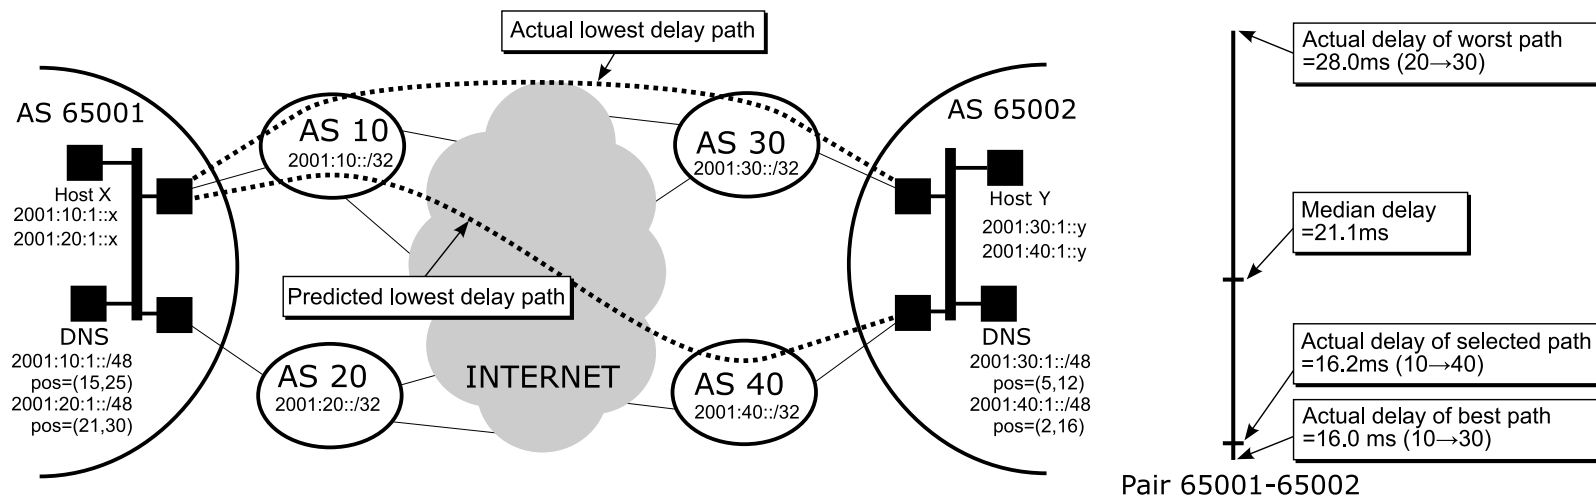 Actual lowest delay path
AS 65001
AS 10
2001:10::/32
AS 30
2001:30::/32
AS 65002
Host X
2001:10:1::x
2001:20:1::x
Host Y
2001:30:1::y
2001:40:1::y
Predicted lowest delay path
DNS
2001:10:1::/48
pos=(15,25)
2001:20:1::/48
pos=(21,30)
AS 20
2001:20::/32
INTERNET
AS 40
2001:40::/32
DNS
2001:30:1::/48
pos=(5,12)
2001:40:1::/48
pos=(2,16)
Actual delay of worst path
=28.0ms (20→30)
Median delay
=21.1ms
Actual delay of selected path
=16.2ms (10→40)
Actual delay of best path
=16.0 ms (10→30)
Pair 65001-65002